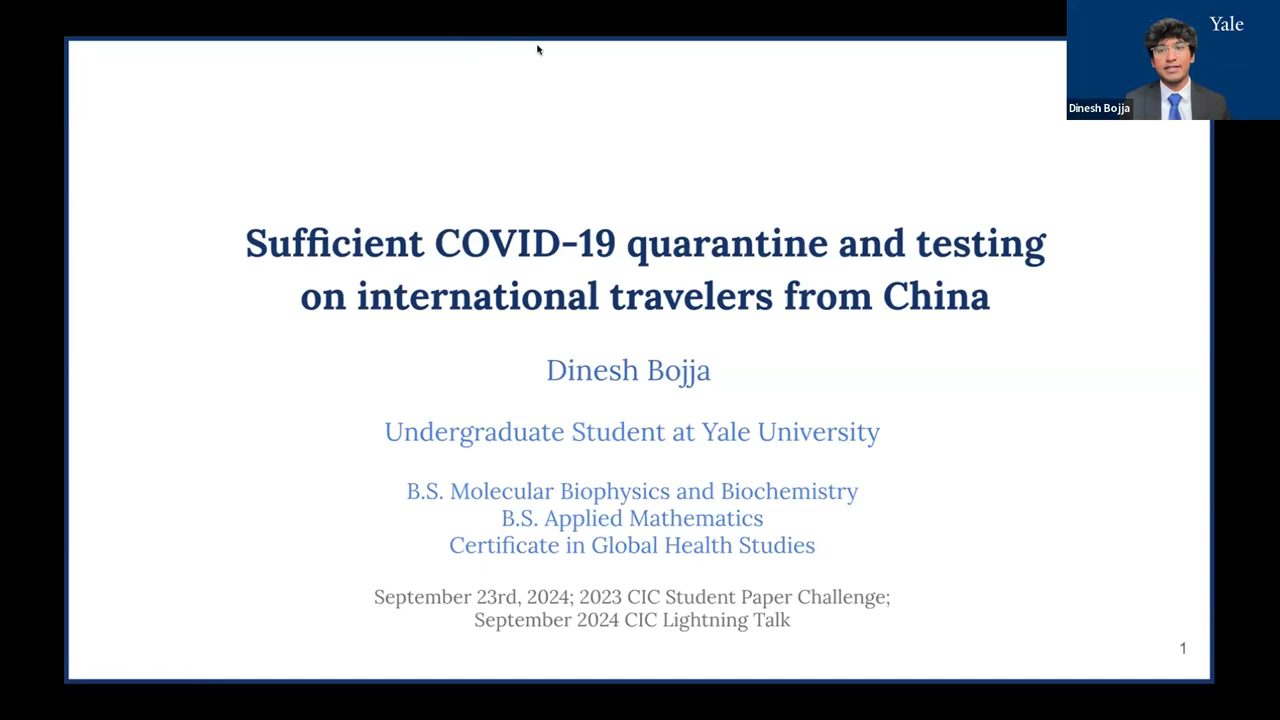 Yale
Dinesh Bojja
Sufficient COVID-19 quarantine and testing
on international travelers from China
Dinesh Bojja
Undergraduate Student at Yale University
B.S. Molecular Biophysics and Biochemistry
B.S. Applied Mathematics
Certificate in Global Health Studies
September 23rd, 2024; 2023 CIC Student Paper Challenge;
September 2024 CIC Lightning Talk
1